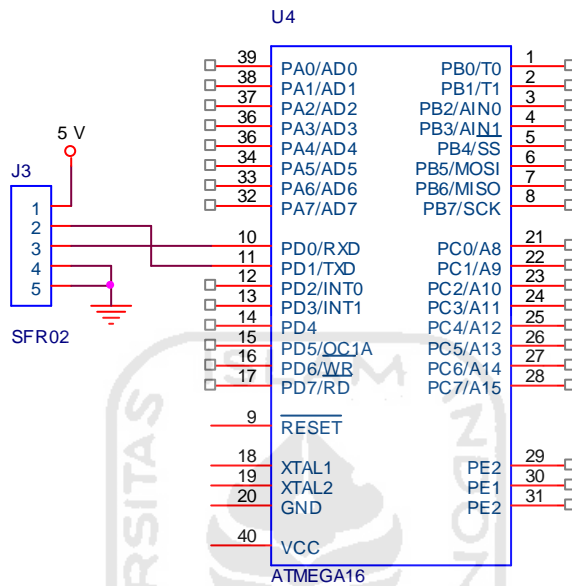 U4
39 PA0/AD0 PB0/T0 1
38 PA1/AD1 PB1/T1 2
37 PA2/AD2 PB2/AIN0 3
36 PA3/AD3 PB3/AIN1 4
36 PA4/AD4 PB4/SS 5
34 PA5/AD5 PB5/MOSI 6
33 PA6/AD6 PB6/MISO 7
32 PA7/AD7 PB7/SCK 8
5 V
J3
1
2
3
4
5
SFR02
10 PD0/RXD PC0/A8 21
11 PD1/TXD PC1/A9 22
12 PD2/INT0 PC2/A10 23
13 PD3/INT1 PC3/A11 24
14 PD4 PC4/A12 25
15 PD5/OC1A PC5/A13 26
16 PD6/WR PC6/A14 27
17 PD7/RD PC7/A15 28
9 RESET
18 XTAL1 PE2 29
19 XTAL2 PE1 30
20 GND PE2 31
40 VCC
ATMEGA16
ISLAM
RSITAS
INDON